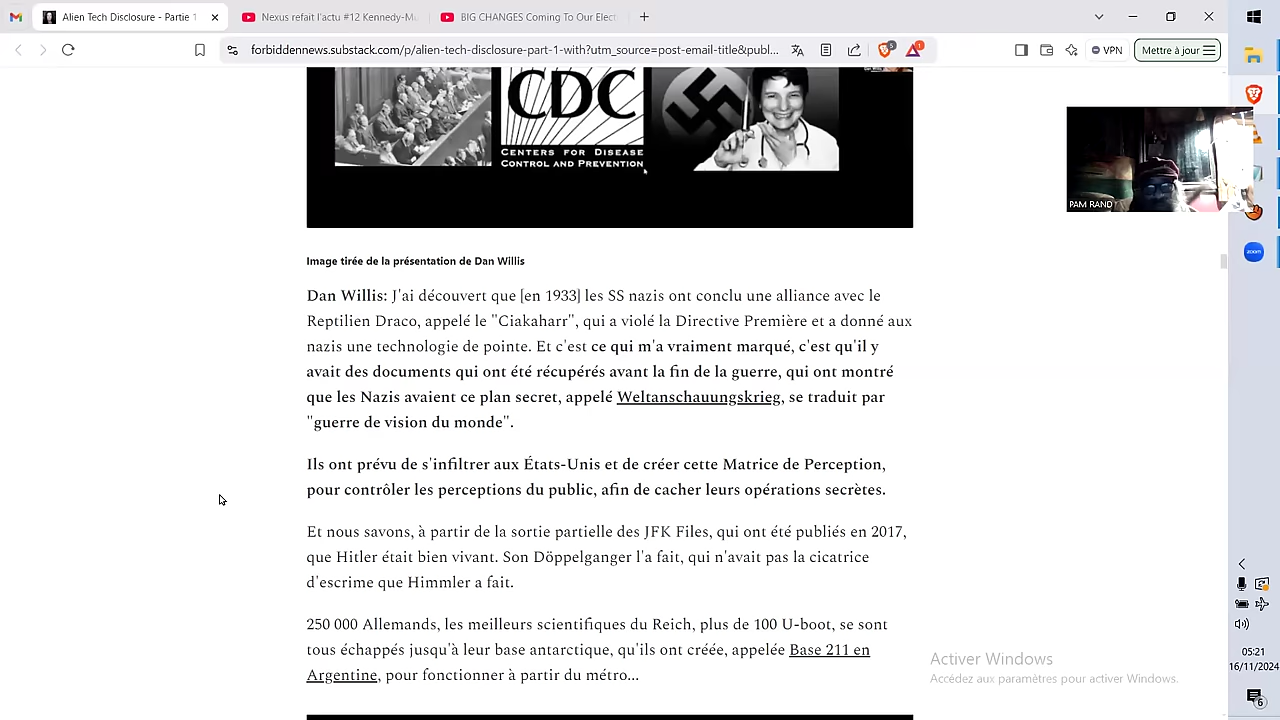 Alien Tech Disclosure - Partie 1
Nexus refait l'actu #12 Kennedy-Mu
BIG CHANGES Coming To Our Elect
forbiddennews.substack.com/p/alien-tech-disclosure-part-1-with?utm_source=post-email-title&publ...
5
1
VPN
Mettre à jour
CDC
CENTERS FOR DISEASE
CONTROL AND PREVENTION
PAM RAND
zoom
Image tirée de la présentation de Dan Willis
Dan Willis: J'ai découvert que [en 1933] les SS nazis ont conclu une alliance avec le
Reptilien Draco, appelé le "Ciakaharr", qui a violé la Directive Première et a donné aux
nazis une technologie de pointe. Et c'est ce qui m'a vraiment marqué, c'est qu'il y
avait des documents qui ont été récupérés avant la fin de la guerre, qui ont montré
que les Nazis avaient ce plan secret, appelé Weltanschauungskrieg, se traduit par
"guerre de vision du monde".
Ils ont prévu de s'infiltrer aux États-Unis et de créer cette Matrice de Perception,
pour contrôler les perceptions du public, afin de cacher leurs opérations secrètes.
Et nous savons, à partir de la sortie partielle des JFK Files, qui ont été publiés en 2017,
que Hitler était bien vivant. Son Döppelganger l'a fait, qui n'avait pas la cicatrice
d'escrime que Himmler a fait.
250 000 Allemands, les meilleurs scientifiques du Reich, plus de 100 U-boot, se sont
tous échappés jusqu'à leur base antarctique, qu'ils ont créée, appelée Base 211 en
Argentine, pour fonctionner à partir du métro...
Activer Windows
Accédez aux paramètres pour activer Windows.
05:21
16/11/2024
6